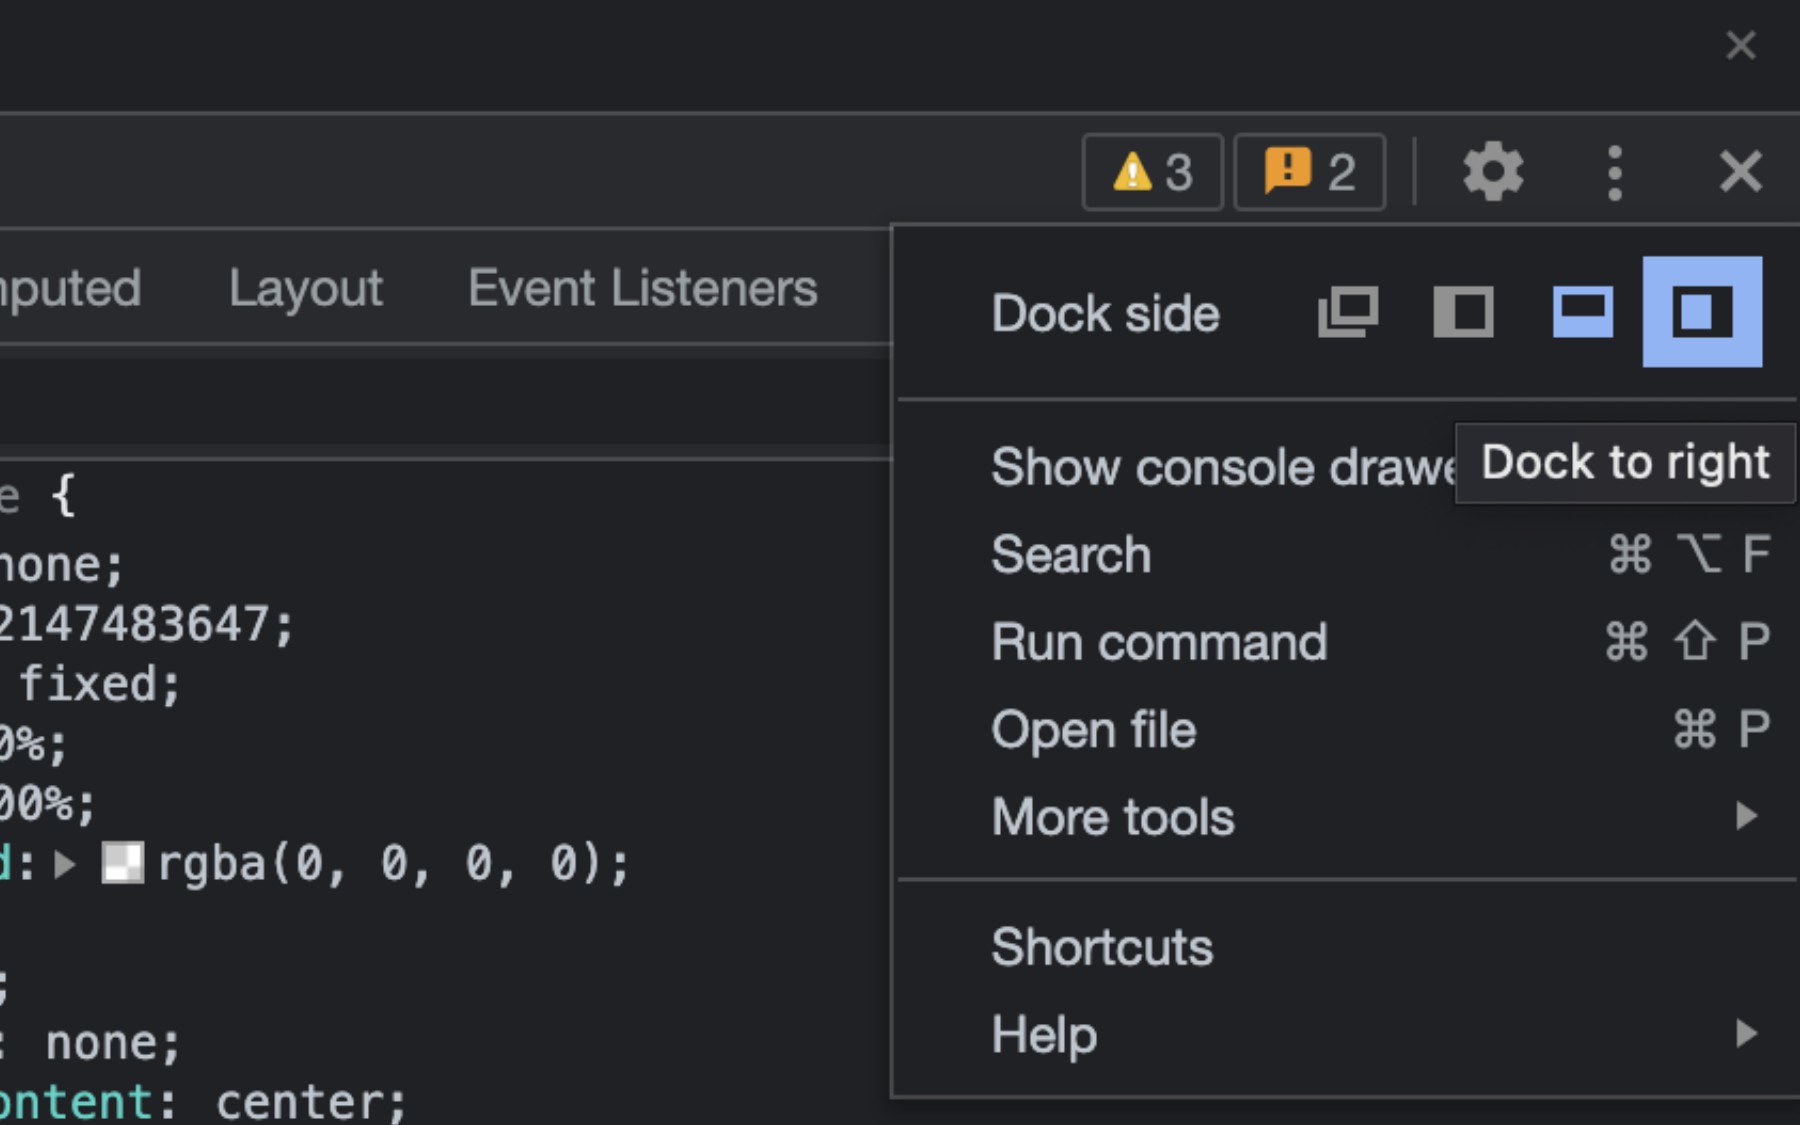 3 2
mputed Layout Event Listeners
Dock side
Show console drawe
Dock to right
Search ⌘ ⌥ F
Run command ⌘ ⇧ P
Open file ⌘ P
More tools
Shortcuts
Help
e {
none;
2147483647;
fixed;
0%;
00%;
d: rgba(0, 0, 0, 0);
;
: none;
ontent: center;